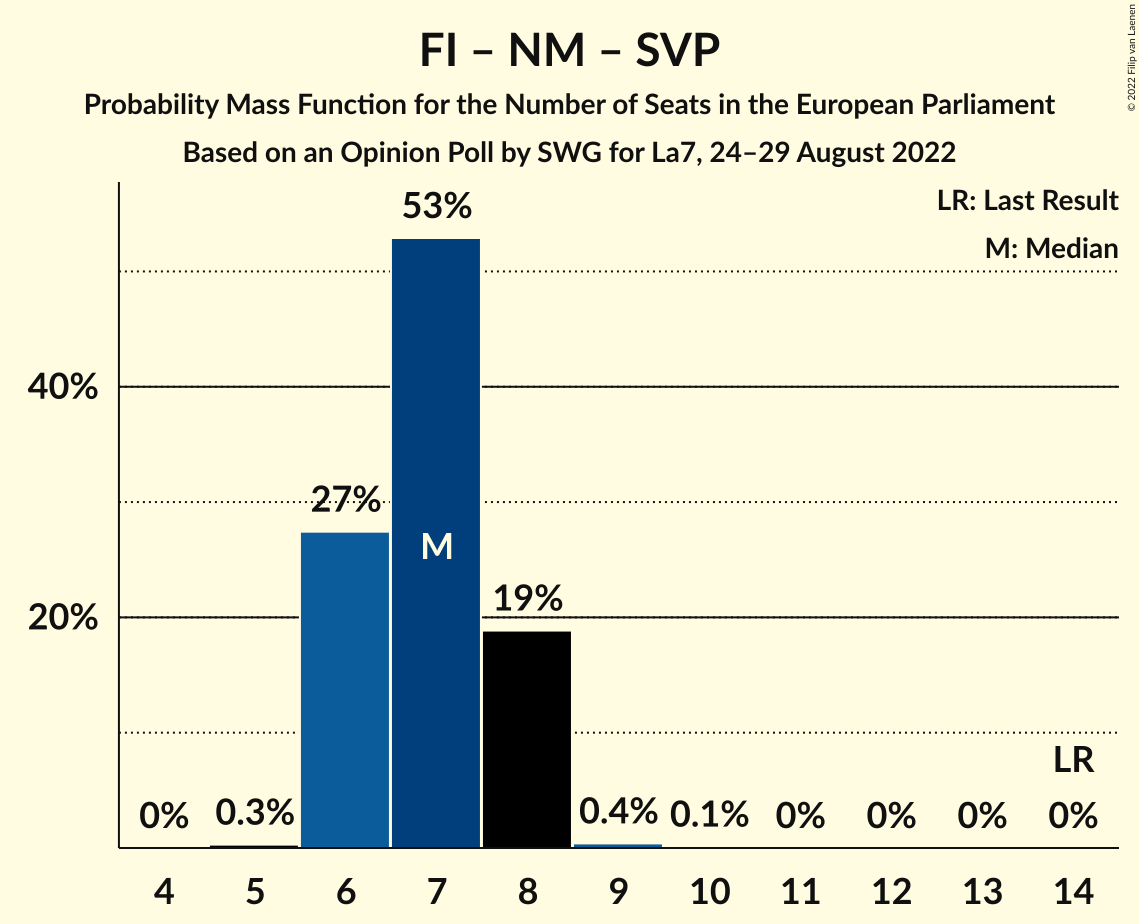 FI – NM – SVP
Probability Mass Function for the Number of Seats in the European Parliament
Based on an Opinion Poll by SWG for La7, 24–29 August 2022
© 2022 Filip van Laenen
LR: Last Result
M: Median
53%
40%
27%
M
19%
20%
LR
0% 0.3% 0.4% 0.1% 0% 0% 0% 0%
4 5 6 7 8 9 10 11 12 13 14